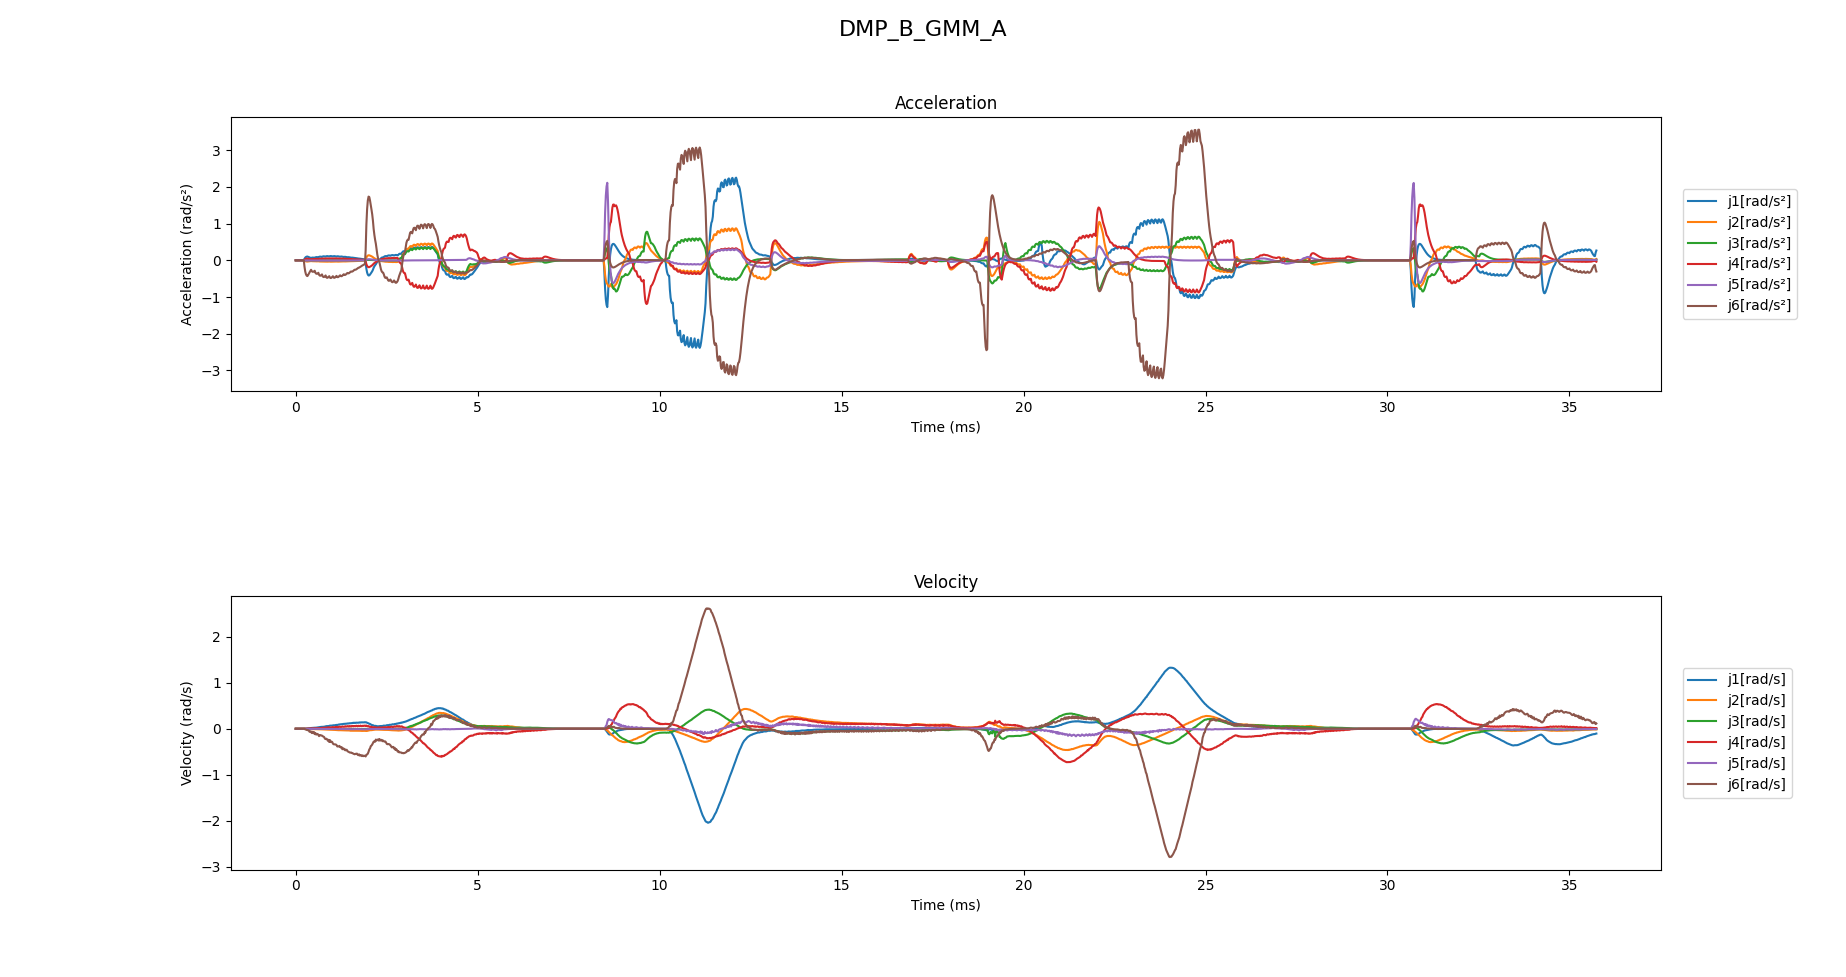 DMP_B_GMM_A
Acceleration
Acceleration (rad/s²)
3
2
1
0
−1
−2
−3
0 5 10 15 20 25 30 35
Time (ms)
j1[rad/s²]
j2[rad/s²]
j3[rad/s²]
j4[rad/s²]
j5[rad/s²]
j6[rad/s²]
Velocity
Velocity (rad/s)
2
1
0
−1
−2
−3
0 5 10 15 20 25 30 35
Time (ms)
j1[rad/s]
j2[rad/s]
j3[rad/s]
j4[rad/s]
j5[rad/s]
j6[rad/s]